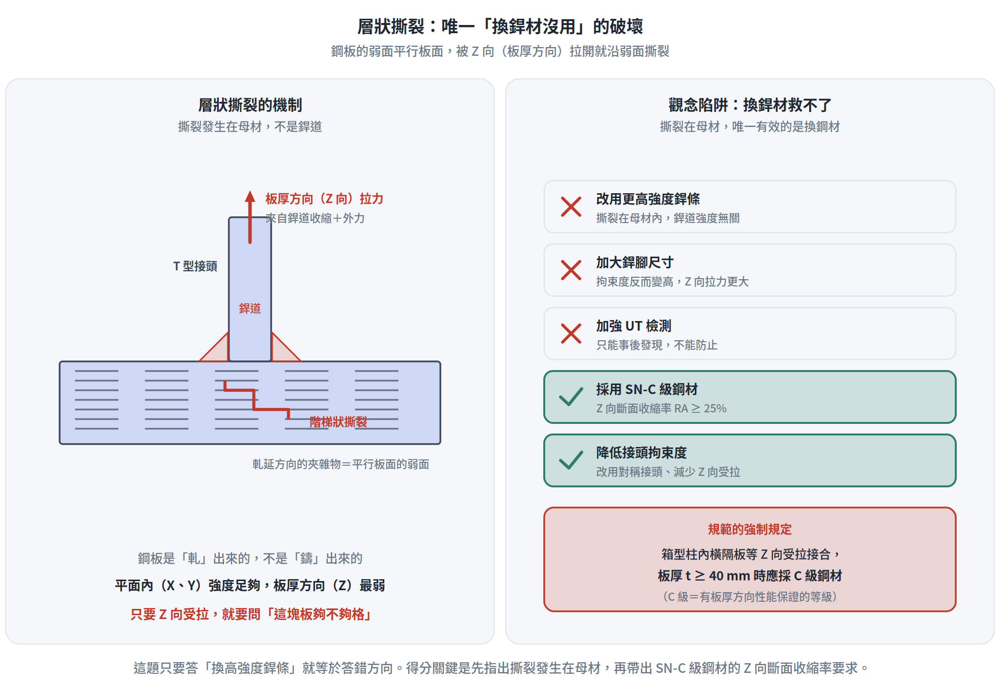 層狀撕裂：唯一「換銲材沒用」的破壞
鋼板的弱面平行板面，被 Z 向（板厚方向）拉開就沿弱面撕裂
層狀撕裂的機制
撕裂發生在母材，不是銲道
板厚方向（Z 向）拉力
來自銲道收縮＋外力
T 型接頭
銲道
階梯狀撕裂
軋延方向的夾雜物＝平行板面的弱面
鋼板是「軋」出來的，不是「鑄」出來的
平面內（X、Y）強度足夠，板厚方向（Z）最弱
只要 Z 向受拉，就要問「這塊板夠不夠格」
觀念陷阱：換銲材救不了
撕裂在母材，唯一有效的是換鋼材
改用更高強度銲條
撕裂在母材內，銲道強度無關
加大銲腳尺寸
拘束度反而變高，Z 向拉力更大
加強 UT 檢測
只能事後發現，不能防止
採用 SN-C 級鋼材
Z 向斷面收縮率 RA ≥ 25%
降低接頭拘束度
改用對稱接頭、減少 Z 向受拉
規範的強制規定
箱型柱內橫隔板等 Z 向受拉接合，
板厚 t ≥ 40 mm 時應採 C 級鋼材
（C 級＝有板厚方向性能保證的等級）
這題只要答「換高強度銲條」就等於答錯方向。得分關鍵是先指出撕裂發生在母材，再帶出 SN-C 級鋼材的 Z 向斷面收縮率要求。